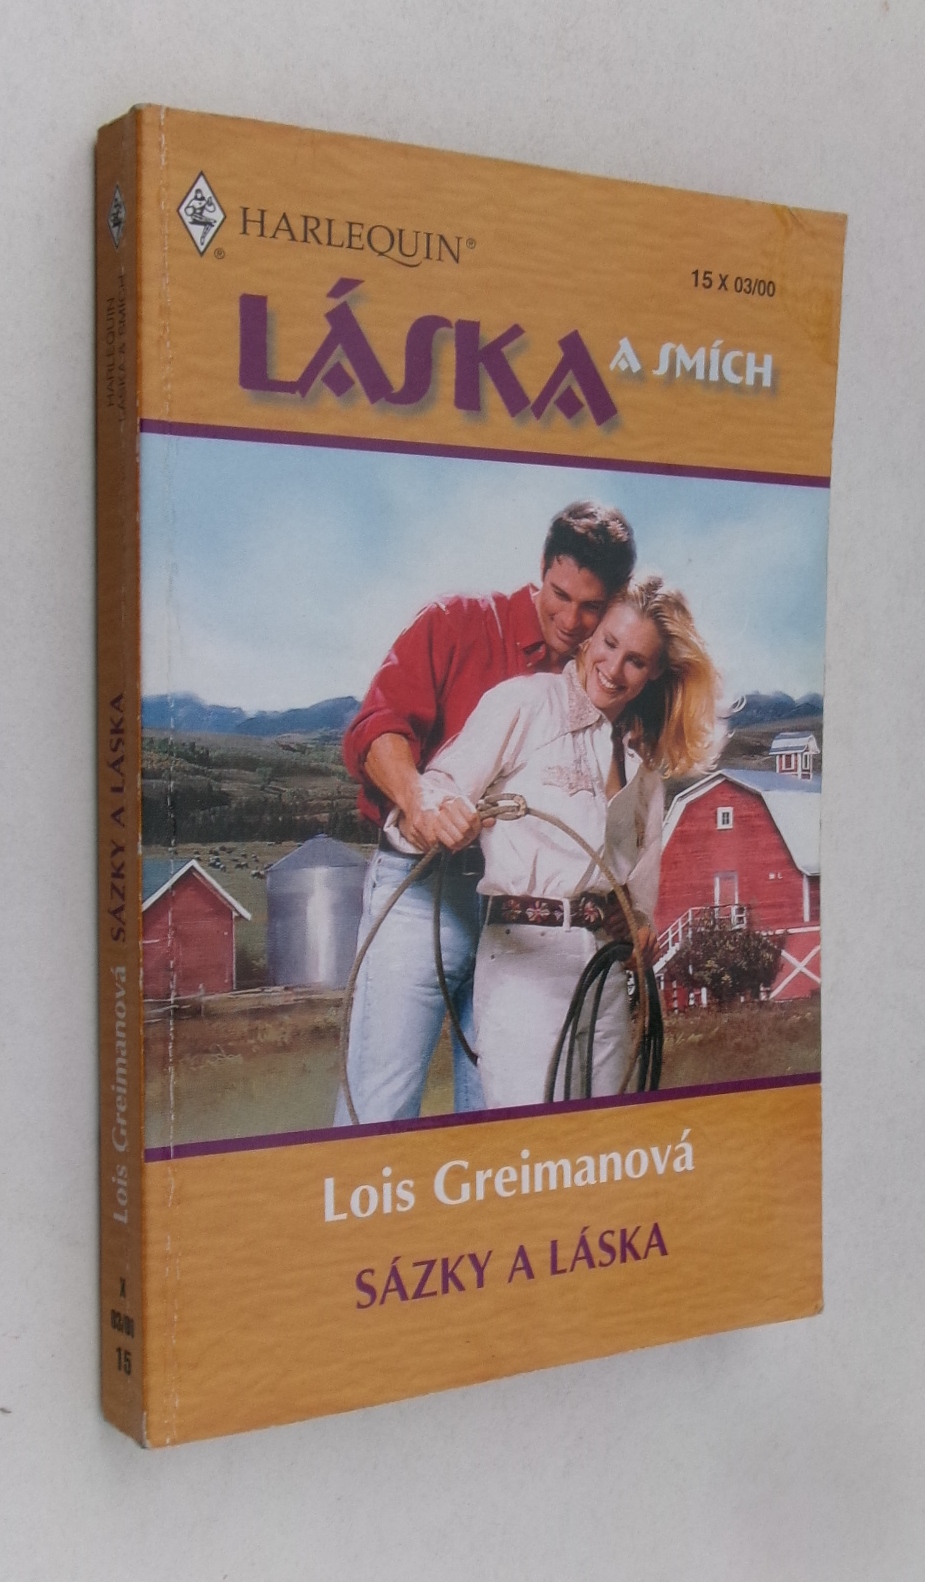 HARLEQUIN®
®
15 X 03/00
LÁSKA A SMÍCH
Lois Greimanová
SÁZKY A LÁSKA
HARLEQUIN
LÁSKA A SMÍCH
Lois Greimanová SÁZKY A LÁSKA
X
03/00
15